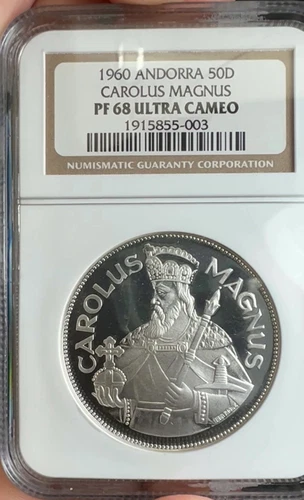 1960 ANDORRA 50D
CAROLUS MAGNUS
PF 68 ULTRA CAMEO
1915855-003
NUMISMATIC GUARANTY CORPORATION
CAROLUS MAGNUS